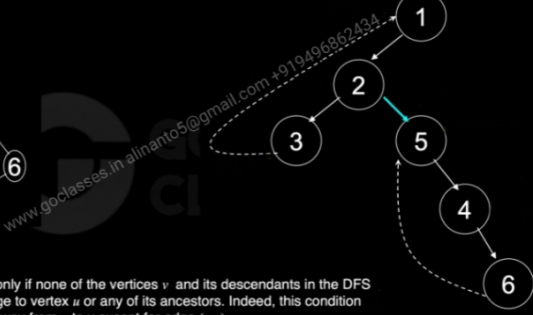 1
2
3
5
6
4
6
www.goclasses.in alinanto5@gmail.com +919496862434
only if none of the vertices v and its descendants in the DFS
ge to vertex u or any of its ancestors. Indeed, this condition